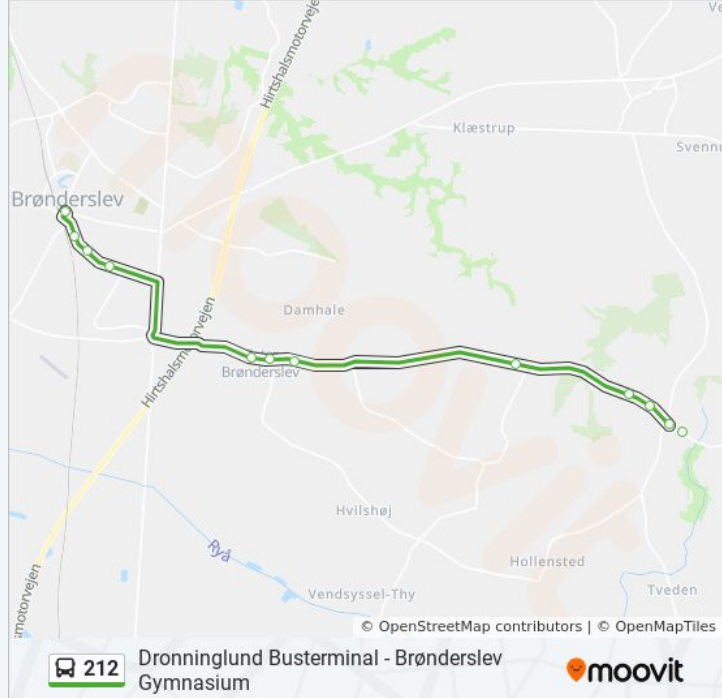 Ve
Hirtshalsmotorvejen
Klæstrup
Svennu
Brønderslev
Damhale
Hirtshalsmotorvejen
Brønderslev
Hvilshøj
Ryå
Hollensted
Tveden
Vendsyssel-Thy
smotorvejen
© OpenStreetMap contributors | © OpenMapTiles
212
Dronninglund Busterminal - Brønderslev
Gymnasium
moovit